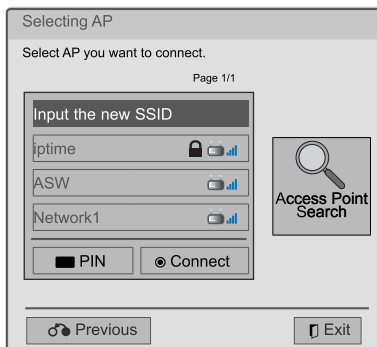 Selecting AP
Select AP you want to connect.
Page 1/1
Input the new SSID
iptime
ASW
Network1
PIN
Connect
Access Point
Search
Previous
Exit